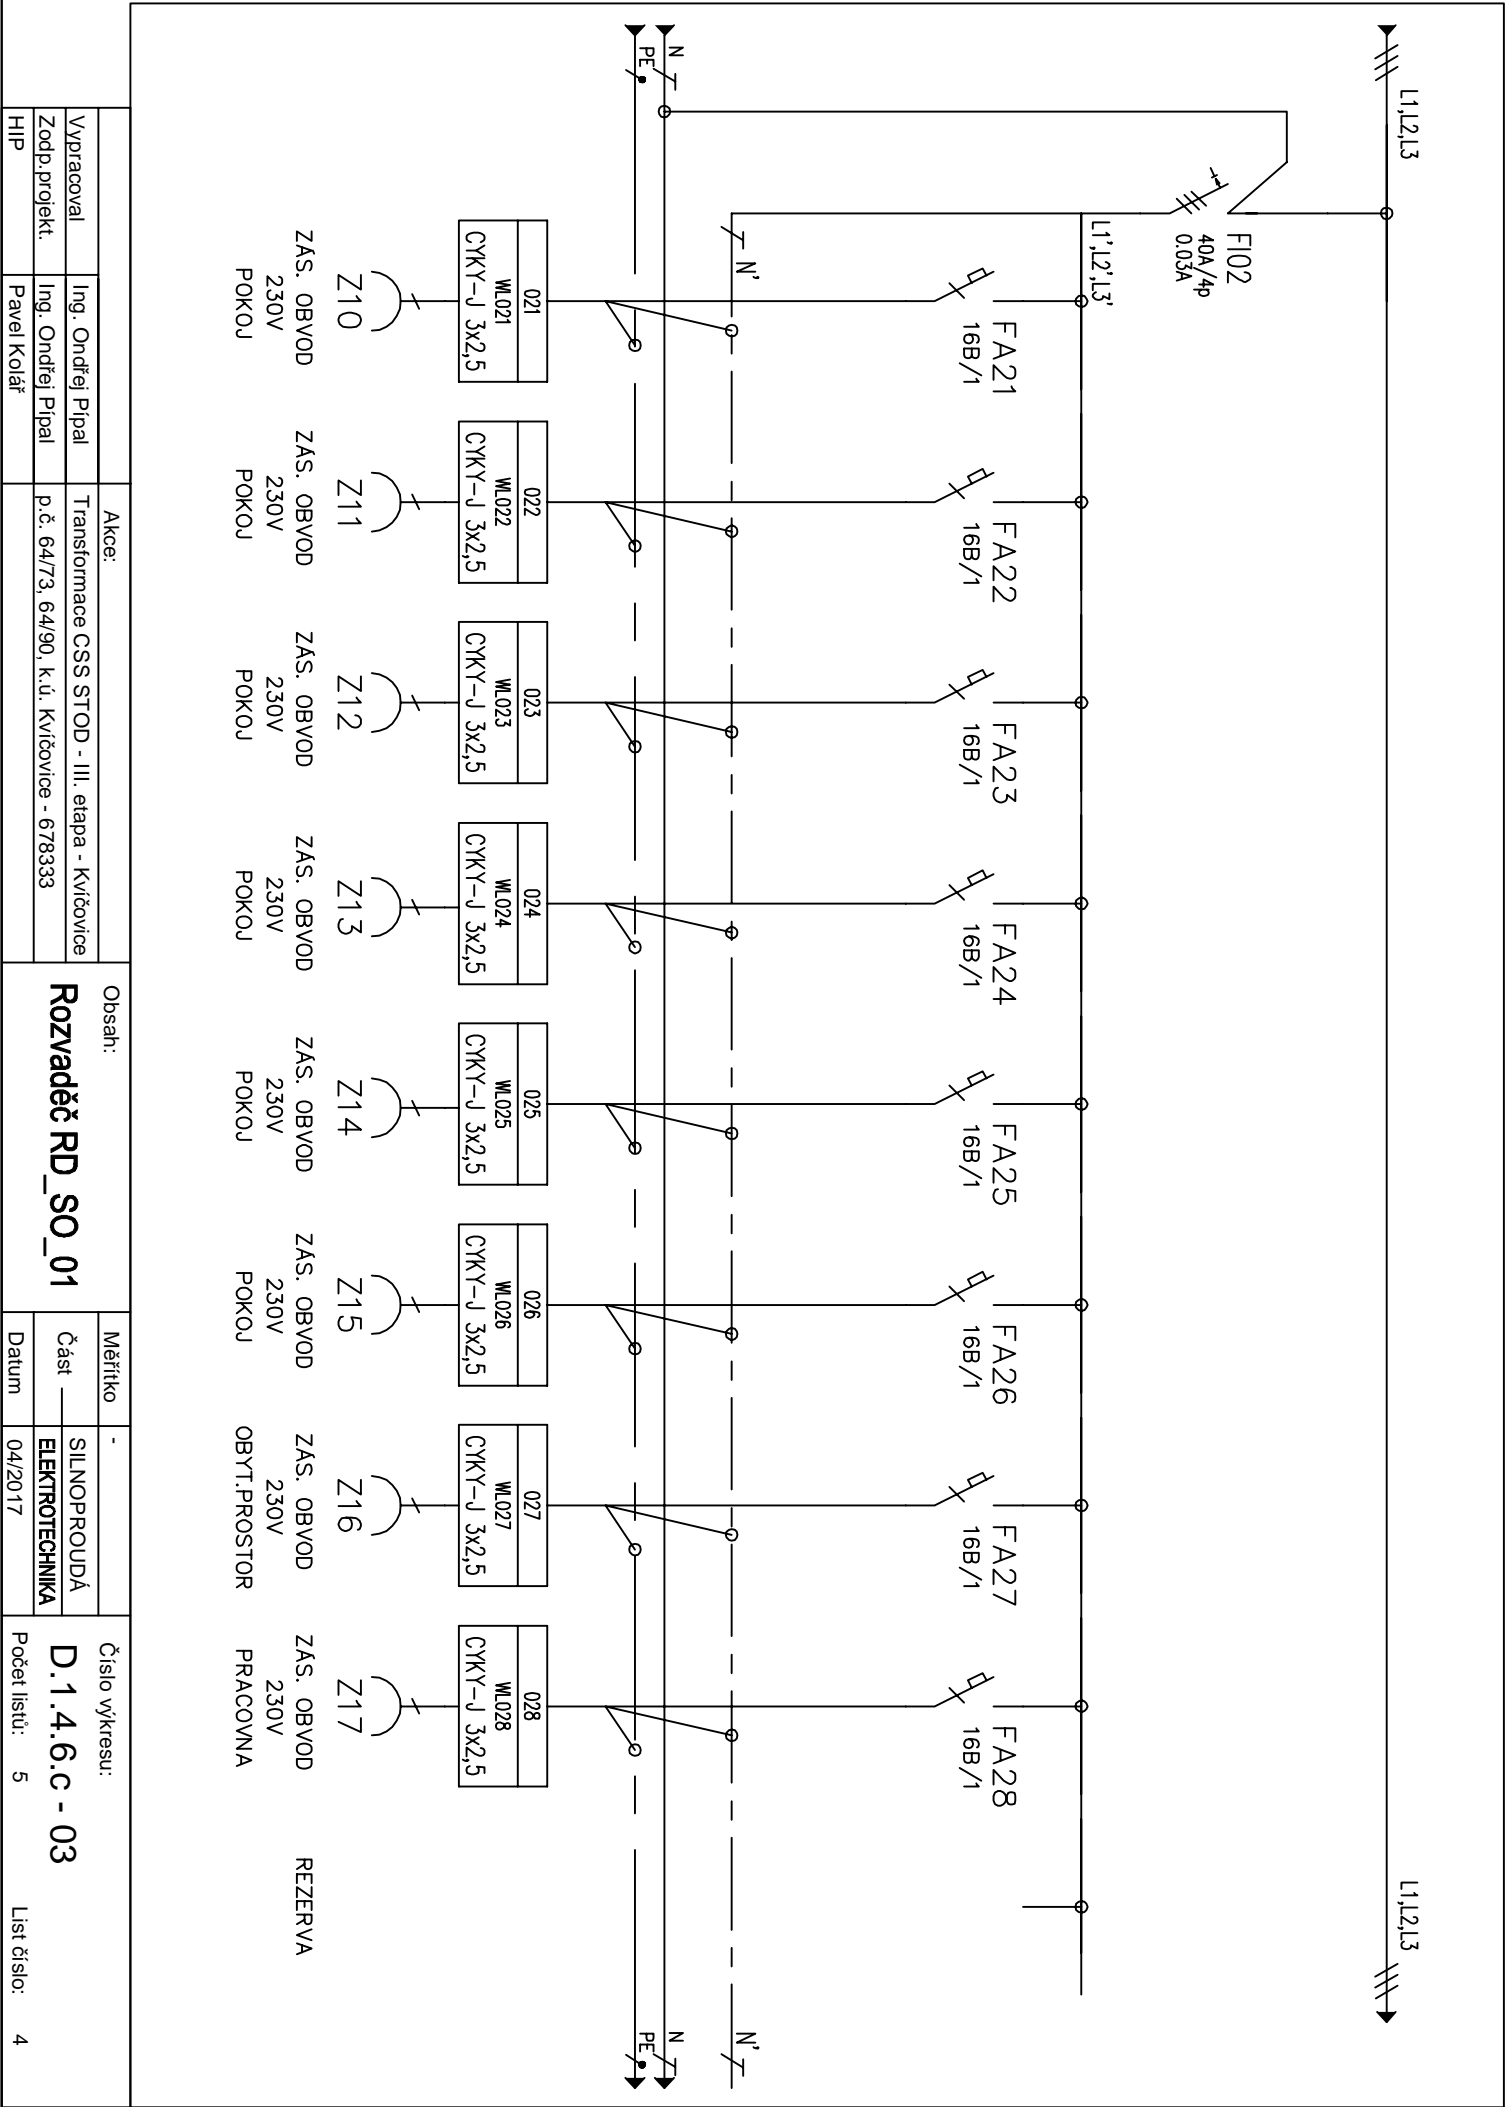 L1,L2,L3
L1,L2,L3
FI02
40A/4p
0.03A
L1',L2',L3'
FA21
16B/1
FA22
16B/1
FA23
16B/1
FA24
16B/1
FA25
16B/1
FA26
16B/1
FA27
16B/1
FA28
16B/1
N'
N'
N
PE
N
PE
021
WL021
CYKY-J 3x2,5
022
WL022
CYKY-J 3x2,5
023
WL023
CYKY-J 3x2,5
024
WL024
CYKY-J 3x2,5
025
WL025
CYKY-J 3x2,5
026
WL026
CYKY-J 3x2,5
027
WL027
CYKY-J 3x2,5
028
WL028
CYKY-J 3x2,5
Z10
ZÁS. OBVOD
230V
POKOJ
Z11
ZÁS. OBVOD
230V
POKOJ
Z12
ZÁS. OBVOD
230V
POKOJ
Z13
ZÁS. OBVOD
230V
POKOJ
Z14
ZÁS. OBVOD
230V
POKOJ
Z15
ZÁS. OBVOD
230V
POKOJ
Z16
ZÁS. OBVOD
230V
OBYT.PROSTOR
Z17
ZÁS. OBVOD
230V
PRACOVNA
REZERVA
Vypracoval
Ing. Ondřej Pípal
Zodp.projekt.
Ing. Ondřej Pípal
HIP
Pavel Kolář
Akce:
Transformace CSS STOD - III. etapa - Kvíčovice
p.č. 64/73, 64/90, k.ú. Kvíčovice - 678333
Obsah:
Rozvaděč RD_SO_01
Měřítko
-
Část
SILNOPROUDÁ
ELEKTROTECHNIKA
Datum
04/2017
Číslo výkresu:
D.1.4.6.c - 03
Počet listů: 5
List číslo: 4